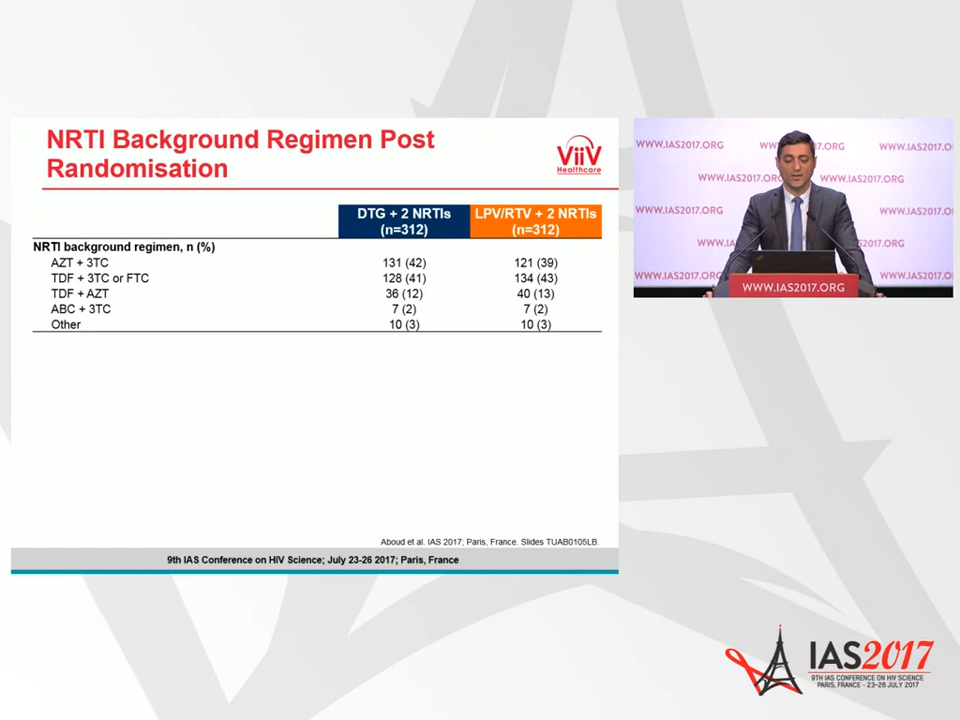 NRTI Background Regimen Post
Randomisation
ViiV
Healthcare
DTG + 2 NRTIs LPV/RTV + 2 NRTIs
(n=312) (n=312)
NRTI background regimen, n (%)
AZT + 3TC 131 (42) 121 (39)
TDF + 3TC or FTC 128 (41) 134 (43)
TDF + AZT 36 (12) 40 (13)
ABC + 3TC 7 (2) 7 (2)
Other 10 (3) 10 (3)
Aboud et al. IAS 2017; Paris, France. Slides TUAB0105LB.
9th IAS Conference on HIV Science; July 23-26 2017; Paris, France
WWW.IAS2017.ORG WWW.IAS2017.O
WWW.IAS2017.O WWW.IAS2017.ORG
WWW.IAS2017.ORG WWW.IAS2017.O
WWW.IA S2017.ORG
WWW.IAS2017.ORG WWW.IAS2017.O
WWW.IAS2017.ORG
IAS2017
9TH IAS CONFERENCE ON HIV SCIENCE
PARIS, FRANCE - 23-26 JULY 2017